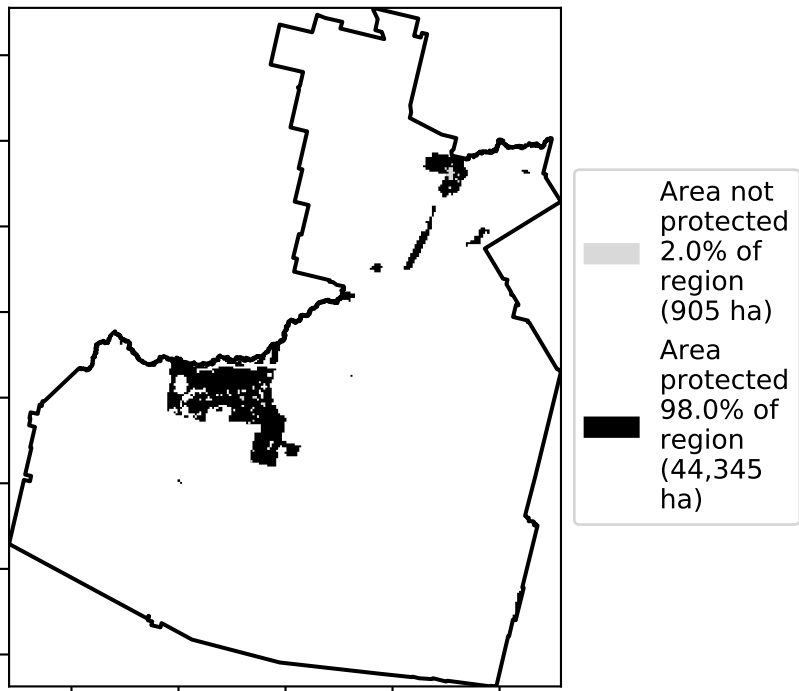 Area not
protected
2.0% of
region
(905 ha)
Area
protected
98.0% of
region
(44,345
ha)